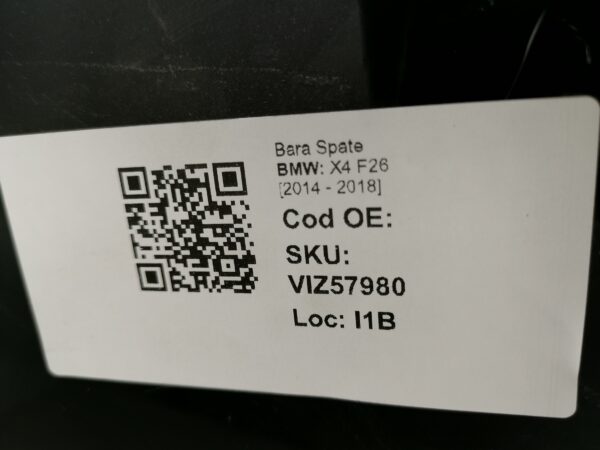 Bara Spate
BMW: X4 F26
[2014 - 2018]
Cod OE:
SKU:
VIZ57980
Loc: I1B